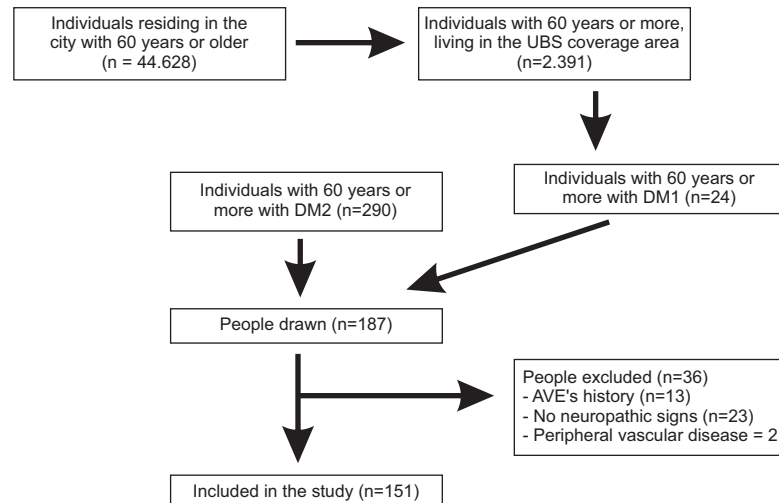 Individuals residing in the
city with 60 years or older
(n = 44.628)
Individuals with 60 years or more,
living in the UBS coverage area
(n=2.391)
Individuals with 60 years or
more with DM2 (n=290)
Individuals with 60 years or
more with DM1 (n=24)
People drawn (n=187)
People excluded (n=36)
- AVE's history (n=13)
- No neuropathic signs (n=23)
- Peripheral vascular disease = 2
Included in the study (n=151)